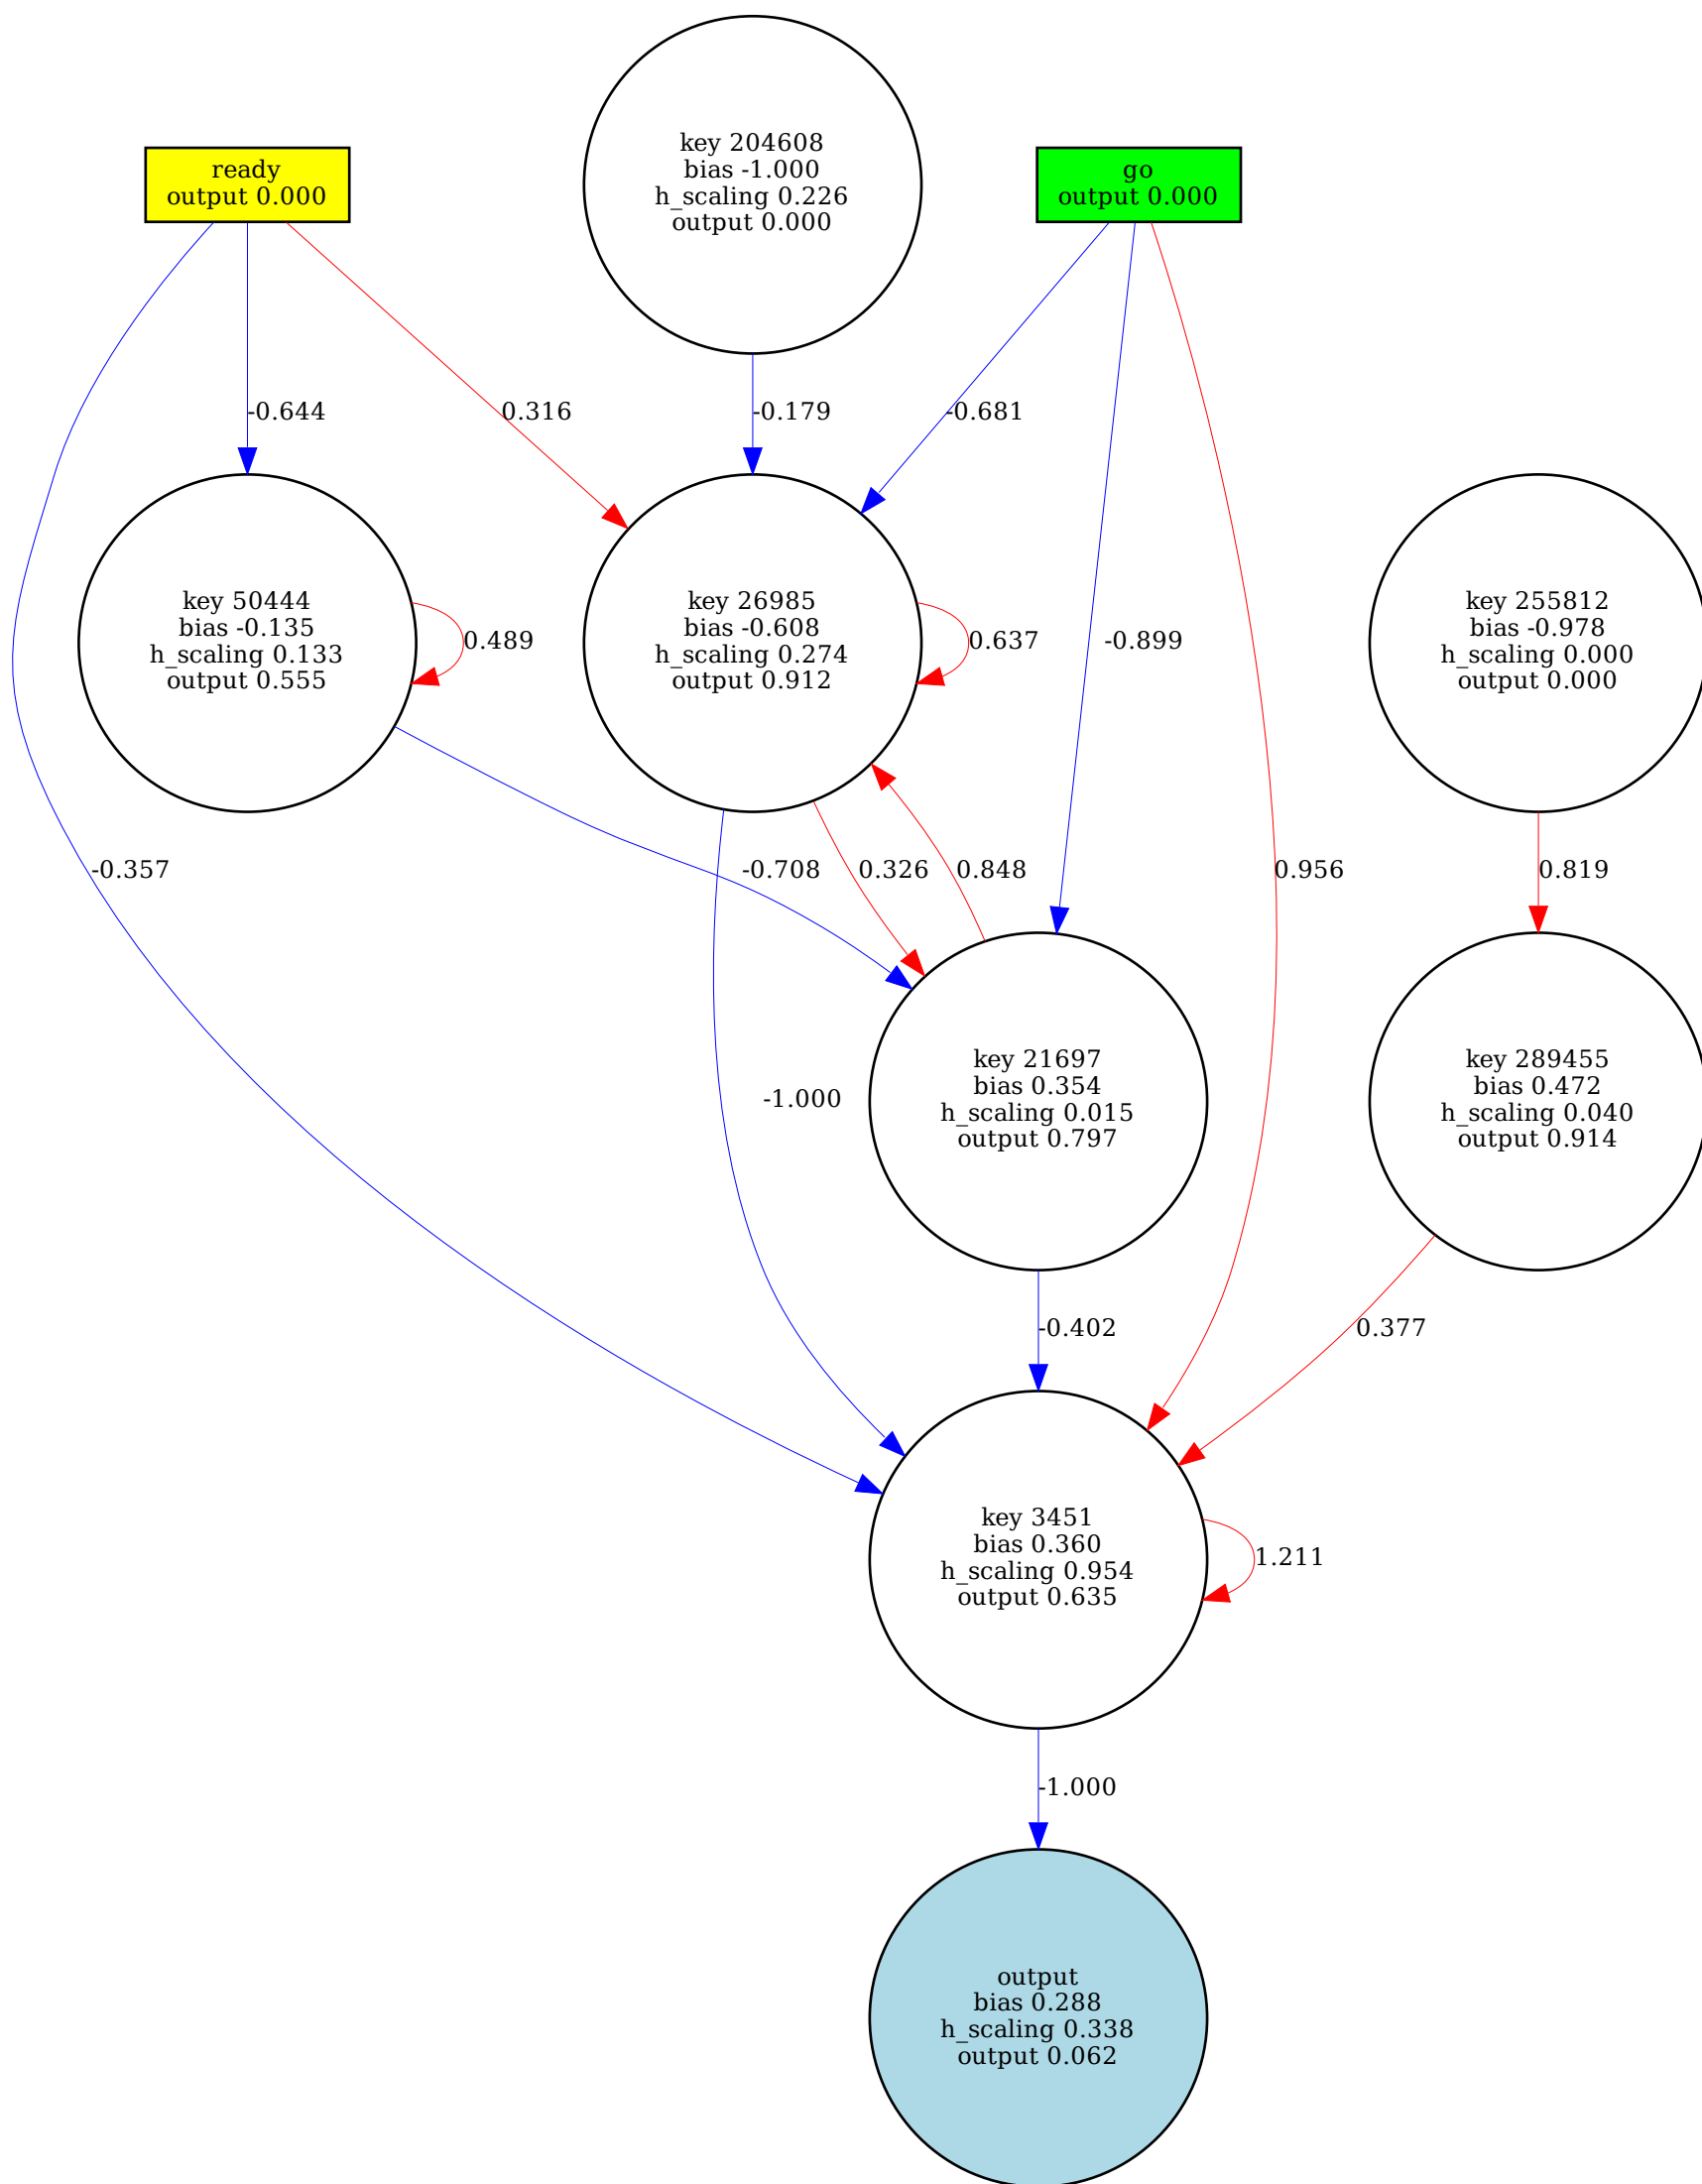 key 204608
bias -1.000
h_scaling 0.226
output 0.000
ready
output 0.000
go
output 0.000
-0.644
0.316
-0.179
-0.681
key 50444
bias -0.135
h_scaling 0.133
output 0.555
0.489
key 26985
bias -0.608
h_scaling 0.274
output 0.912
0.637
-0.899
key 255812
bias -0.978
h_scaling 0.000
output 0.000
-0.357
-0.708
0.326
0.848
0.956
0.819
-1.000
key 21697
bias 0.354
h_scaling 0.015
output 0.797
key 289455
bias 0.472
h_scaling 0.040
output 0.914
-0.402
0.377
key 3451
bias 0.360
h_scaling 0.954
output 0.635
1.211
-1.000
output
bias 0.288
h_scaling 0.338
output 0.062